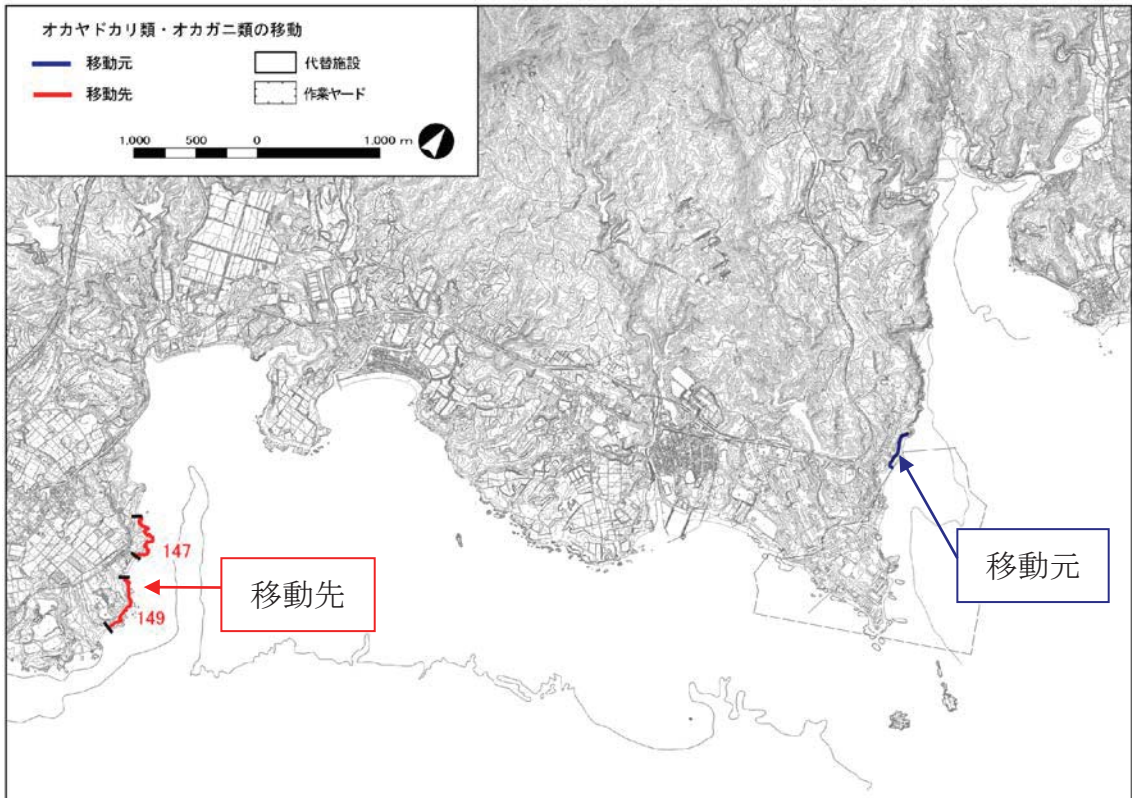 オカヤドカリ類・オカガニ類の移動
移動元
代替施設
移動先
作業ヤード
1,000 500 0 1,000 m
147
149
移動先
移動元